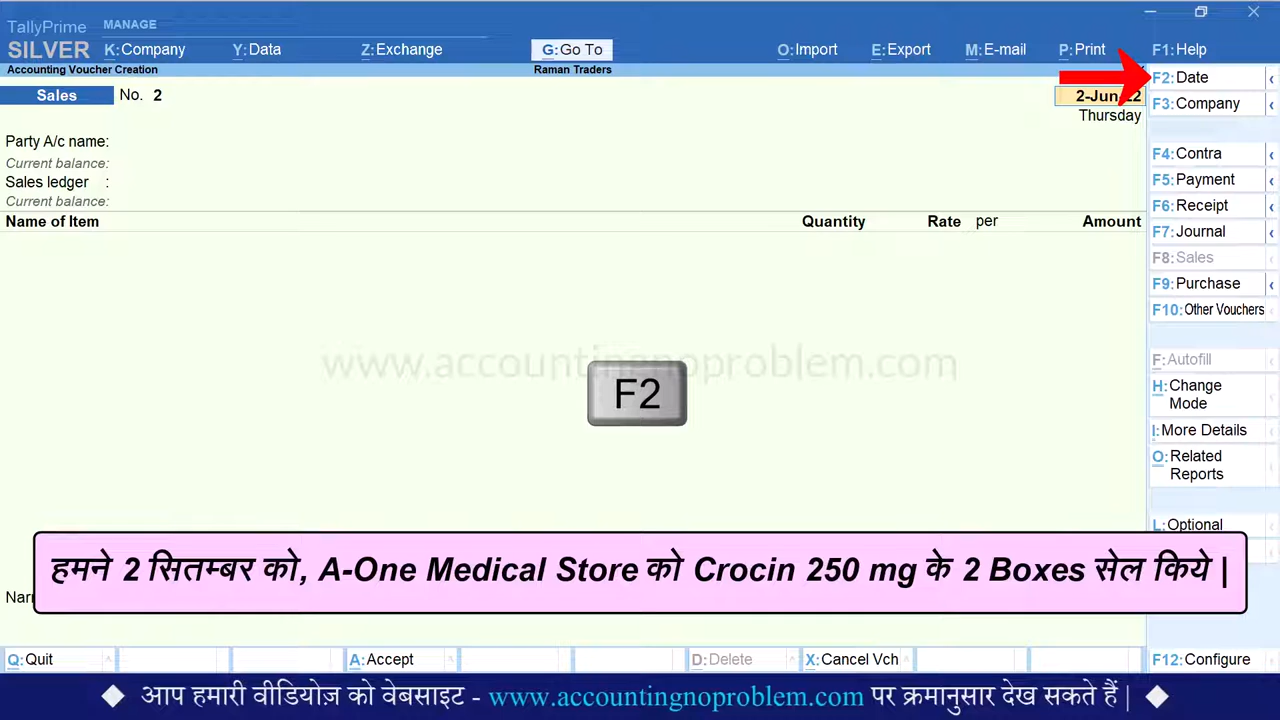 TallyPrime MANAGE
SILVER K:Company Y:Data Z:Exchange G:Go To O:Import E:Export M:E-mail P:Print F1:Help
Accounting Voucher Creation Raman Traders
Sales No. 2 2-Jun-22
Thursday
Party A/c name:
Current balance:
Sales ledger :
Current balance:
Name of Item Quantity Rate per Amount
F2:Date
F3:Company
F4:Contra
F5:Payment
F6:Receipt
F7:Journal
F8:Sales
F9:Purchase
F10:Other Vouchers
F:Autofill
H:Change
Mode
I:More Details
O:Related
Reports
L:Optional
www.accountingnoproblem.com
F2
हमने 2 सितम्बर को, A-One Medical Store को Crocin 250 mg के 2 Boxes सेल किये |
Q:Quit A:Accept D:Delete X:Cancel Vch F12:Configure
आप हमारी वीडियोज़ को वेबसाइट - www.accountingnoproblem.com पर क्रमानुसार देख सकते हैं |